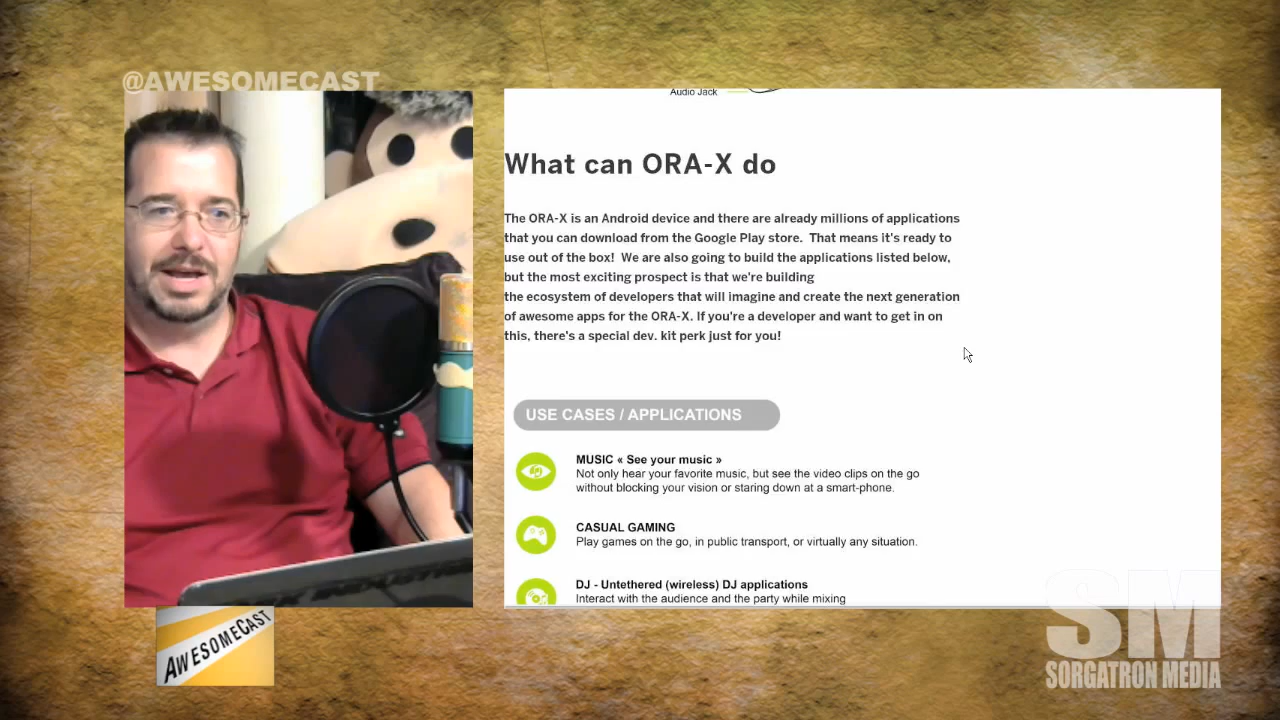 @AWESOMECAST
Audio Jack
What can ORA-X do
The ORA-X is an Android device and there are already millions of applications
that you can download from the Google Play store.  That means it's ready to
use out of the box!  We are also going to build the applications listed below,
but the most exciting prospect is that we're building
the ecosystem of developers that will imagine and create the next generation
of awesome apps for the ORA-X. If you're a developer and want to get in on
this, there's a special dev. kit perk just for you!
USE CASES / APPLICATIONS
MUSIC « See your music »
Not only hear your favorite music, but see the video clips on the go
without blocking your vision or staring down at a smart-phone.
CASUAL GAMING
Play games on the go, in public transport, or virtually any situation.
DJ - Untethered (wireless) DJ applications
Interact with the audience and the party while mixing
AWESOMECAST
SM
SORGATRON MEDIA